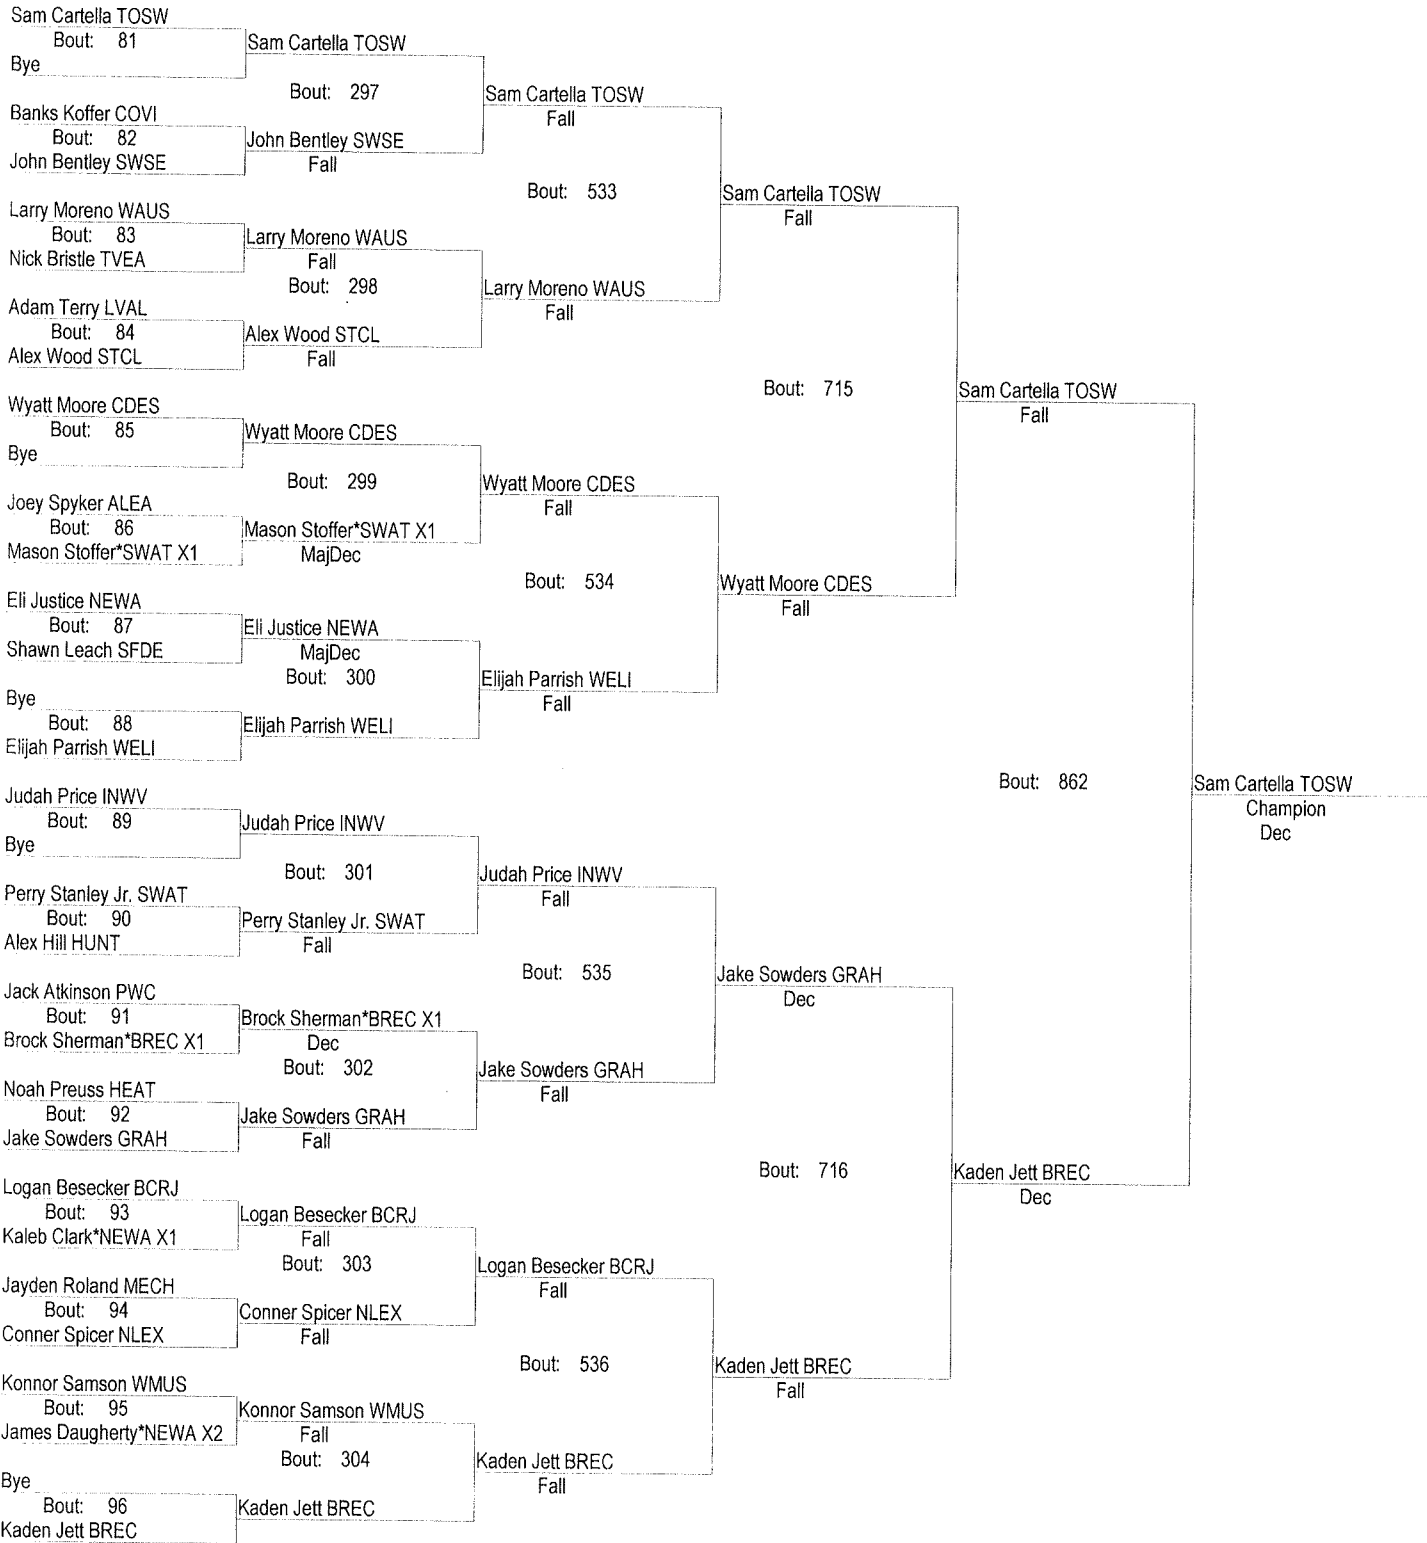 Sam Cartella TOSW
Bout: 81
Bye
Banks Koffer COVI
Bout: 82
John Bentley SWSE
Larry Moreno WAUS
Bout: 83
Nick Bristle TVEA
Adam Terry LVAL
Bout: 84
Alex Wood STCL
Wyatt Moore CDES
Bout: 85
Bye
Joey Spyker ALEA
Bout: 86
Mason Stoffer*SWAT X1
Eli Justice NEWA
Bout: 87
Shawn Leach SFDE
Bye
Bout: 88
Elijah Parrish WELI
Judah Price INWV
Bout: 89
Bye
Perry Stanley Jr. SWAT
Bout: 90
Alex Hill HUNT
Jack Atkinson PWC
Bout: 91
Brock Sherman*BREC X1
Noah Preuss HEAT
Bout: 92
Jake Sowders GRAH
Logan Besecker BCRJ
Bout: 93
Kaleb Clark*NEWA X1
Jayden Roland MECH
Bout: 94
Conner Spicer NLEX
Konnor Samson WMUS
Bout: 95
James Daugherty*NEWA X2
Bye
Bout: 96
Kaden Jett BREC
Sam Cartella TOSW
Bout: 297
John Bentley SWSE
Fall
Larry Moreno WAUS
Fall
Bout: 298
Alex Wood STCL
Fall
Wyatt Moore CDES
Bout: 299
Mason Stoffer*SWAT X1
MajDec
Eli Justice NEWA
MajDec
Bout: 300
Elijah Parrish WELI
Judah Price INWV
Bout: 301
Perry Stanley Jr. SWAT
Fall
Brock Sherman*BREC X1
Dec
Bout: 302
Jake Sowders GRAH
Fall
Logan Besecker BCRJ
Fall
Bout: 303
Conner Spicer NLEX
Fall
Konnor Samson WMUS
Fall
Bout: 304
Kaden Jett BREC
Sam Cartella TOSW
Fall
Bout: 533
Larry Moreno WAUS
Fall
Wyatt Moore CDES
Fall
Bout: 534
Elijah Parrish WELI
Fall
Judah Price INWV
Fall
Bout: 535
Jake Sowders GRAH
Fall
Logan Besecker BCRJ
Fall
Bout: 536
Kaden Jett BREC
Fall
Sam Cartella TOSW
Fall
Bout: 715
Wyatt Moore CDES
Fall
Jake Sowders GRAH
Dec
Bout: 716
Kaden Jett BREC
Fall
Sam Cartella TOSW
Fall
Bout: 862
Kaden Jett BREC
Dec
Sam Cartella TOSW
Champion
Dec